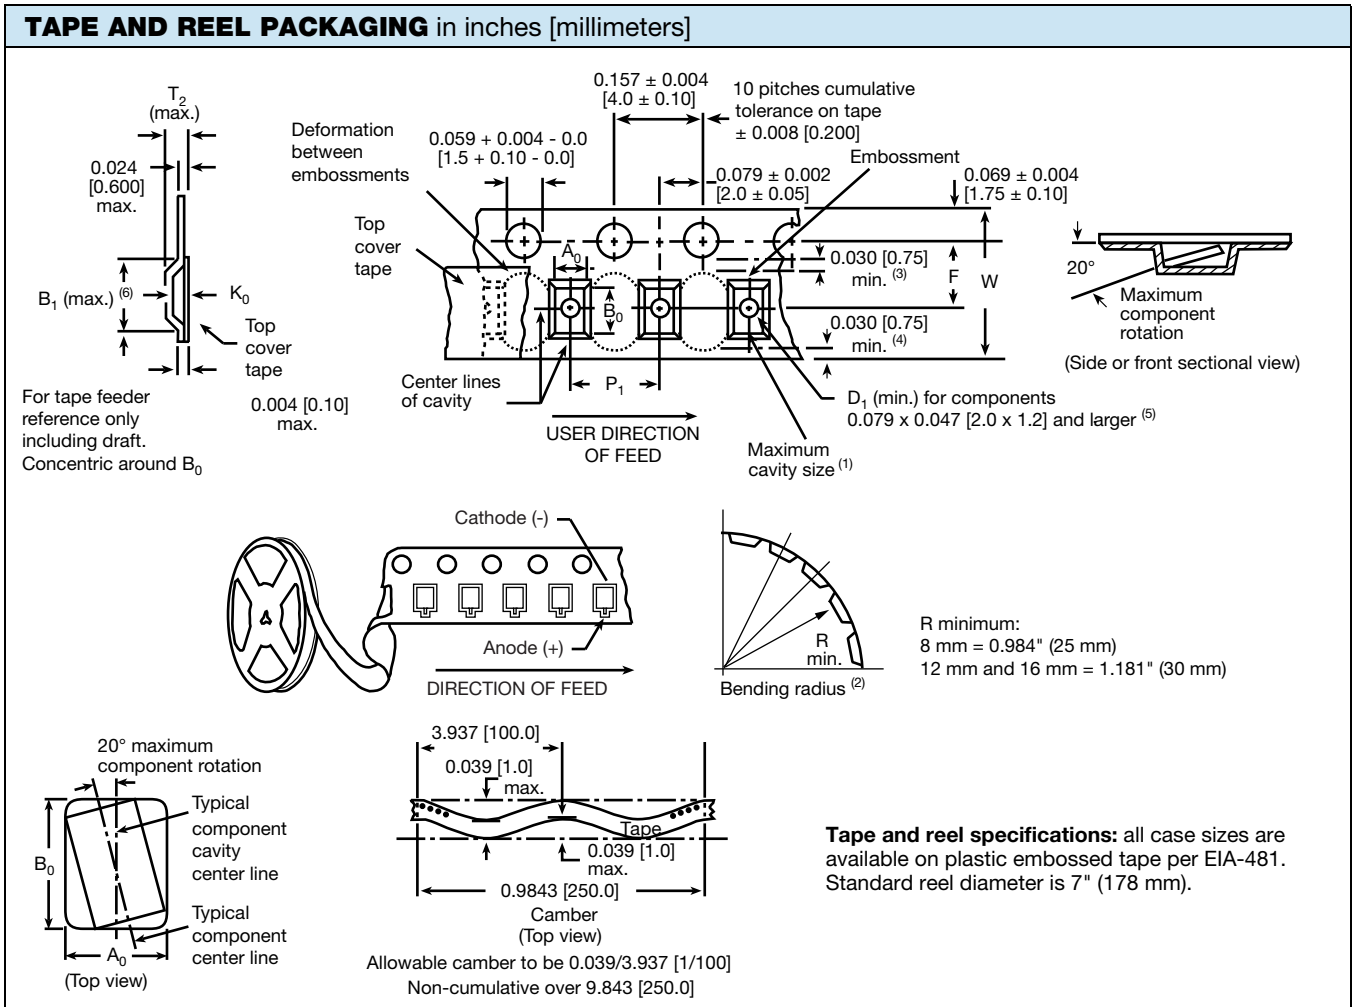 TAPE AND REEL PACKAGING in inches [millimeters]
T2
(max.)
0.024
[0.600]
max.
B1 (max.) (6)
K0
Top
cover
tape
For tape feeder
reference only
including draft.
Concentric around B0
0.004 [0.10]
max.
Deformation
between
embossments
Top
cover
tape
0.059 + 0.004 - 0.0
[1.5 + 0.10 - 0.0]
0.157 ± 0.004
[4.0 ± 0.10]
10 pitches cumulative
tolerance on tape
± 0.008 [0.200]
Embossment
0.079 ± 0.002
[2.0 ± 0.05]
0.069 ± 0.004
[1.75 ± 0.10]
A0
B0
0.030 [0.75]
min. (3)
F
W
0.030 [0.75]
min. (4)
20°
Maximum
component
rotation
(Side or front sectional view)
Center lines
of cavity
P1
USER DIRECTION
OF FEED
D1 (min.) for components
0.079 x 0.047 [2.0 x 1.2] and larger (5)
Maximum
cavity size (1)
Cathode (-)
Anode (+)
DIRECTION OF FEED
R
min.
Bending radius (2)
R minimum:
8 mm = 0.984" (25 mm)
12 mm and 16 mm = 1.181" (30 mm)
20° maximum
component rotation
Typical
component
cavity
center line
B0
Typical
component
center line
A0
(Top view)
3.937 [100.0]
0.039 [1.0]
max.
Tape
0.039 [1.0]
max.
0.9843 [250.0]
Camber
(Top view)
Allowable camber to be 0.039/3.937 [1/100]
Non-cumulative over 9.843 [250.0]
Tape and reel specifications: all case sizes are
available on plastic embossed tape per EIA-481.
Standard reel diameter is 7" (178 mm).